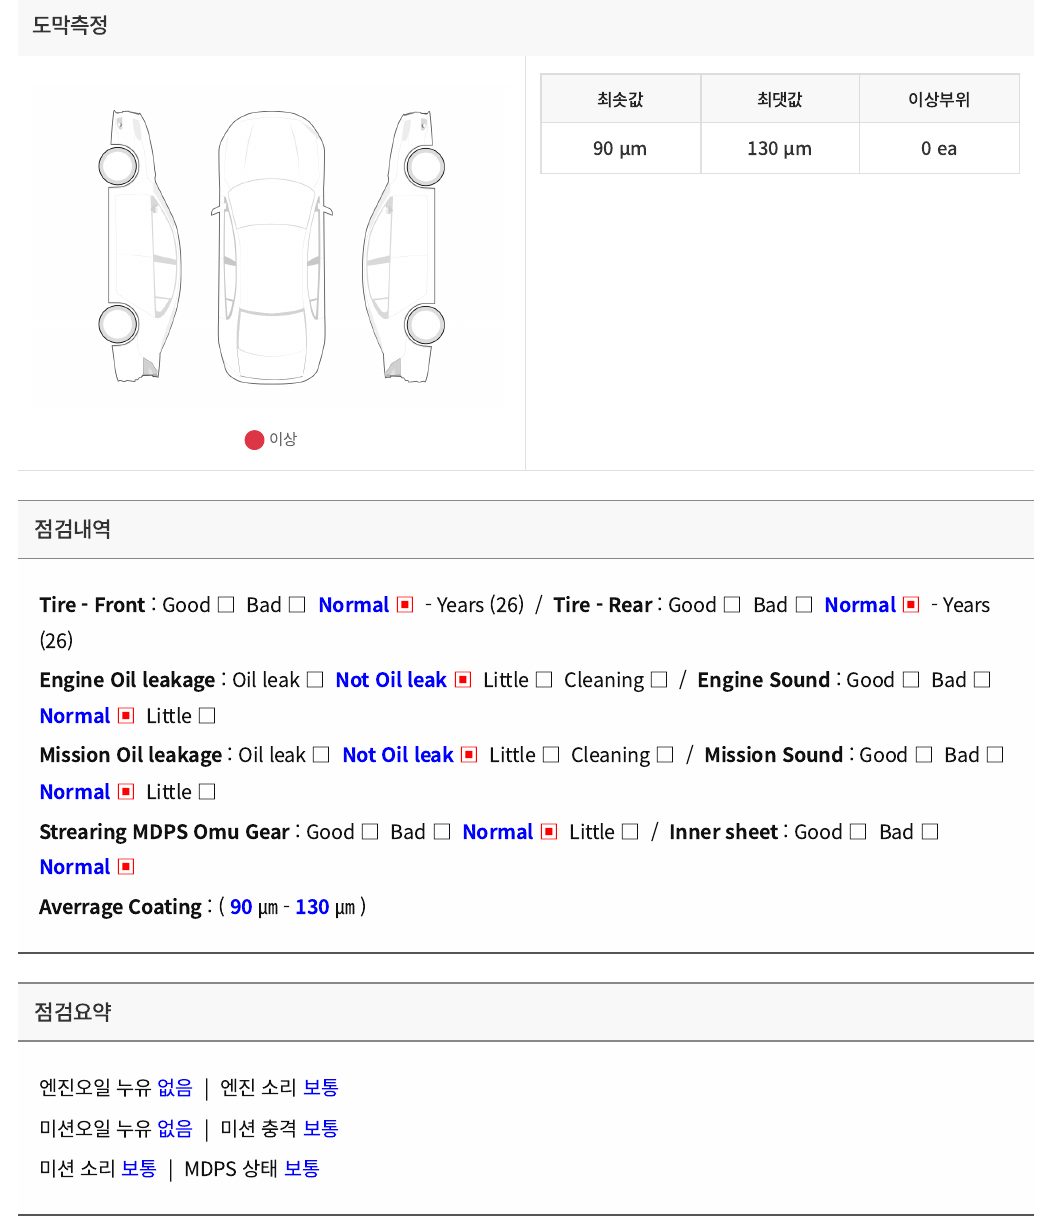 도막측정
최솟값 최댓값 이상부위
90 μm 130 μm 0 ea
이상
점검내역
Tire - Front : Good □ Bad □ Normal ▣ - Years (26) / Tire - Rear : Good □ Bad □ Normal ▣ - Years
(26)
Engine Oil leakage : Oil leak □ Not Oil leak ▣ Little □ Cleaning □ / Engine Sound : Good □ Bad □
Normal ▣ Little □
Mission Oil leakage : Oil leak □ Not Oil leak ▣ Little □ Cleaning □ / Mission Sound : Good □ Bad □
Normal ▣ Little □
Strearing MDPS Omu Gear : Good □ Bad □ Normal ▣ Little □ / Inner sheet : Good □ Bad □
Normal ▣
Averrage Coating : ( 90 ㎛ - 130 ㎛ )
점검요약
엔진오일 누유 없음 | 엔진 소리 보통
미션오일 누유 없음 | 미션 충격 보통
미션 소리 보통 | MDPS 상태 보통